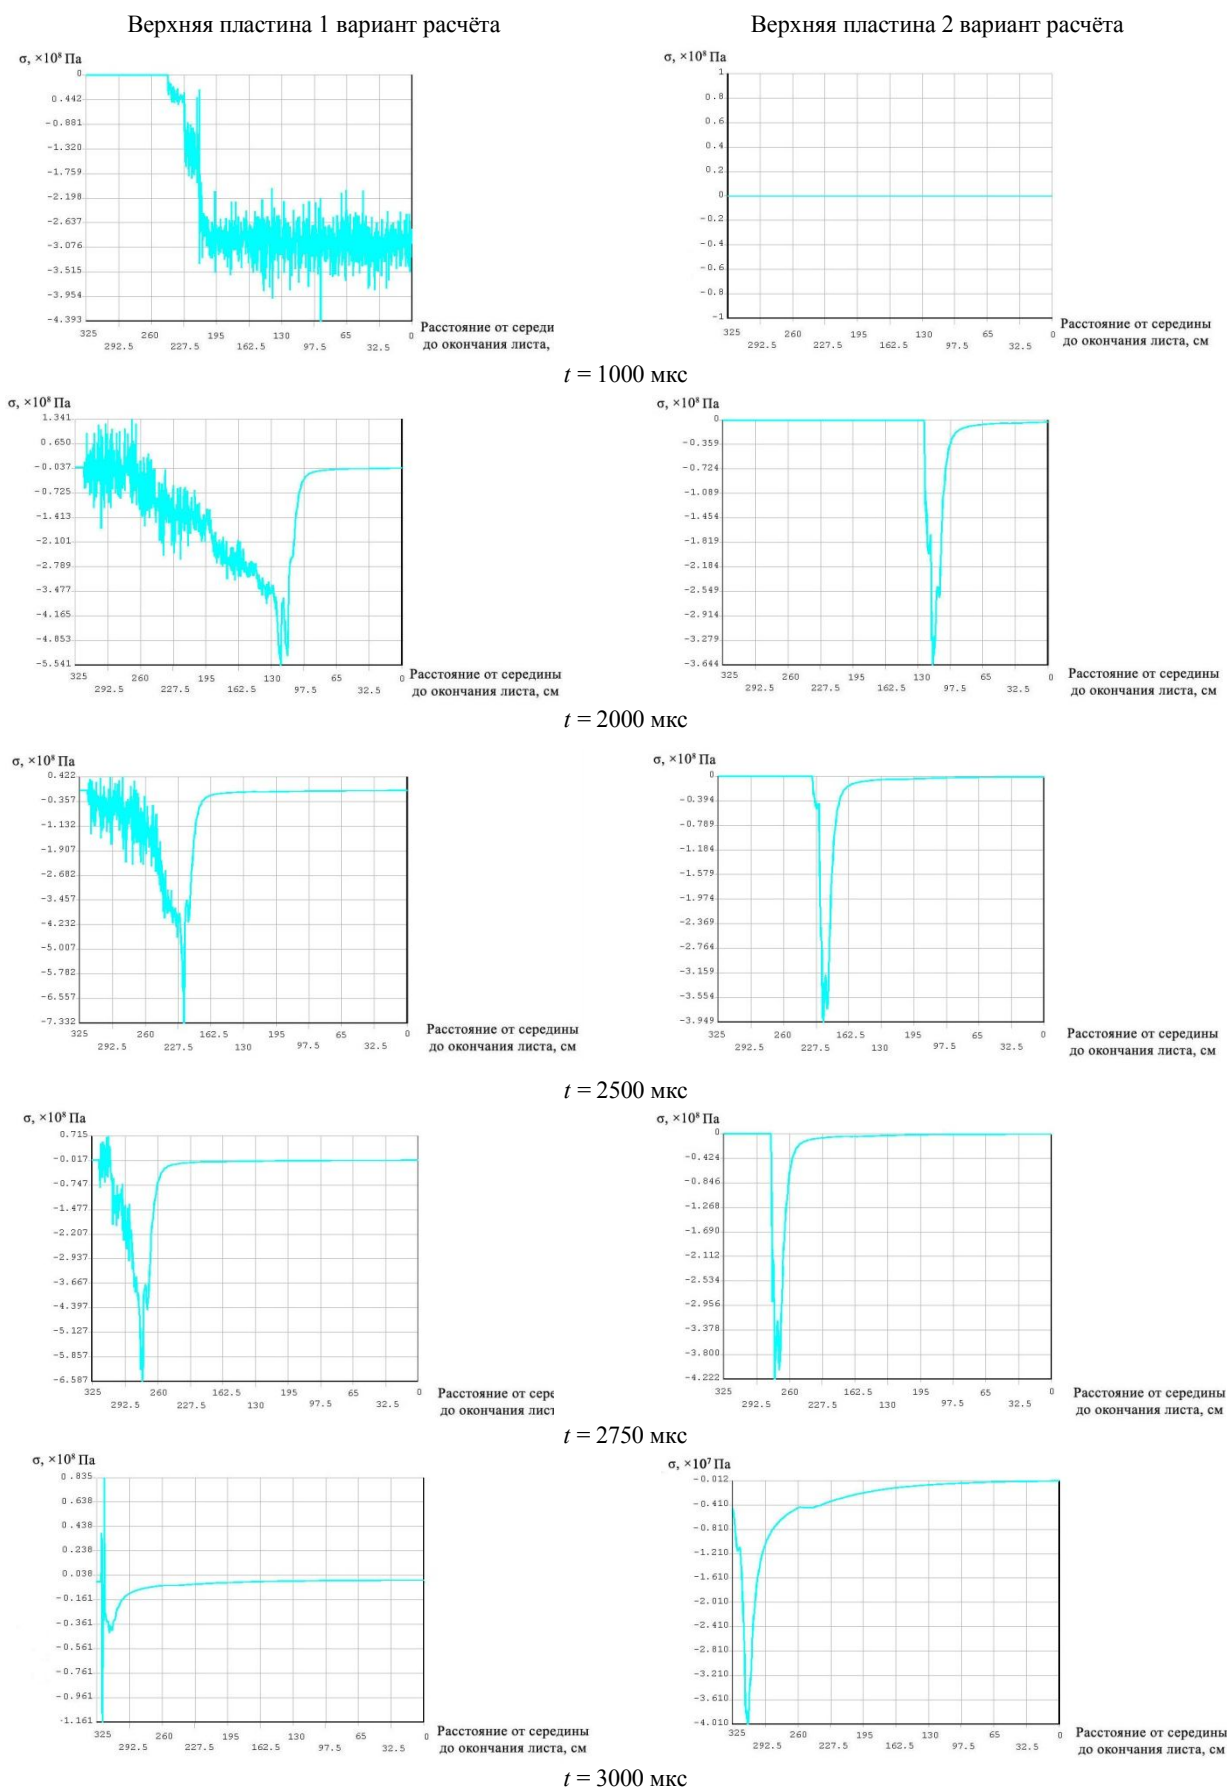 Верхняя пластина 1 вариант расчёта
Верхняя пластина 2 вариант расчёта
σ, ×10⁸ Па
0
0.442
-0.881
-1.320
-1.759
-2.198
-2.637
-3.076
-3.515
-3.954
-4.393
325 260 195 130 65 0
292.5 227.5 162.5 97.5 32.5
Расстояние от середи
до окончания листа,
σ, ×10⁸ Па
1
0.8
0.6
0.4
0.2
0
-0.2
-0.4
-0.6
-0.8
-1
325 260 195 130 65 0
292.5 227.5 162.5 97.5 32.5
Расстояние от середины
до окончания листа, см
t = 1000 мкс
σ, ×10⁸ Па
1.341
0.650
-0.037
-0.725
-1.413
-2.101
-2.789
-3.477
-4.165
-4.853
-5.541
325 260 195 130 65 0
292.5 227.5 162.5 97.5 32.5
Расстояние от середины
до окончания листа, см
σ, ×10⁸ Па
0
-0.359
-0.724
-1.089
-1.454
-1.819
-2.184
-2.549
-2.914
-3.279
-3.644
325 260 195 130 65 0
292.5 227.5 162.5 97.5 32.5
Расстояние от середины
до окончания листа, см
t = 2000 мкс
σ, ×10⁸ Па
0.422
-0.357
-1.132
-1.907
-2.682
-3.457
-4.232
-5.007
-5.782
-6.557
-7.332
325 260 162.5 195 65 0
292.5 227.5 130 97.5 32.5
Расстояние от середины
до окончания листа, см
σ, ×10⁸ Па
0
-0.394
-0.789
-1.184
-1.579
-1.974
-2.369
-2.764
-3.159
-3.554
-3.949
325 260 162.5 195 65 0
292.5 227.5 130 97.5 32.5
Расстояние от середины
до окончания листа, см
t = 2500 мкс
σ, ×10⁸ Па
0.715
-0.017
-0.747
-1.477
-2.207
-2.937
-3.667
-4.397
-5.127
-5.857
-6.587
325 260 162.5 195 65 0
292.5 227.5 130 97.5 32.5
Расстояние от сере
до окончания лист
σ, ×10⁸ Па
0
-0.424
-0.846
-1.268
-1.690
-2.112
-2.534
-2.956
-3.378
-3.800
-4.222
325 260 162.5 195 65 0
292.5 227.5 130 97.5 32.5
Расстояние от середины
до окончания листа, см
t = 2750 мкс
σ, ×10⁸ Па
0.835
0.638
0.438
0.238
0.038
-0.161
-0.361
-0.561
-0.761
-0.961
-1.161
325 260 195 130 65 0
292.5 227.5 162.5 97.5 32.5
Расстояние от середины
до окончания листа, см
σ, ×10⁷ Па
-0.012
-0.410
-0.810
-1.210
-1.610
-2.010
-2.410
-2.810
-3.210
-3.610
-4.010
325 260 195 130 65 0
292.5 227.5 162.5 97.5 32.5
Расстояние от середины
до окончания листа, см
t = 3000 мкс